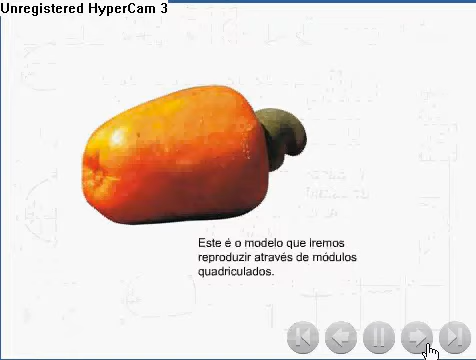 Unregistered HyperCam 3
Este é o modelo que iremos
reproduzir através de módulos
quadriculados.